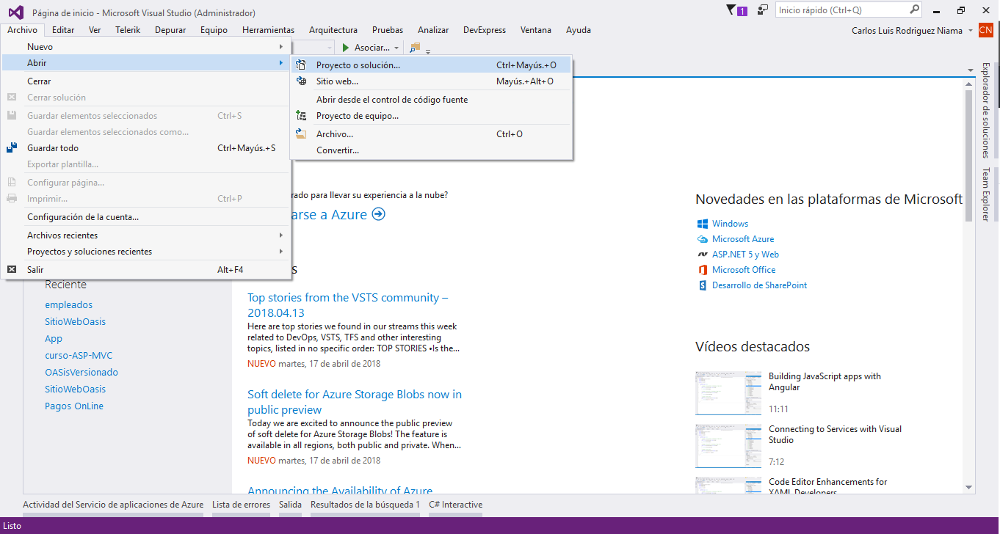 Página de inicio - Microsoft Visual Studio (Administrador)
1
Inicio rápido (Ctrl+Q)
Archivo Editar Ver Telerik Depurar Equipo Herramientas Arquitectura Pruebas Analizar DevExpress Ventana Ayuda
Carlos Luis Rodriguez Niama CN
Asociar...
Nuevo
Abrir
Cerrar
Cerrar solución
Guardar elementos seleccionados Ctrl+S
Guardar elementos seleccionados como...
Guardar todo Ctrl+Mayús.+S
Exportar plantilla...
Configurar página...
Imprimir... Ctrl+P
Configuración de la cuenta...
Archivos recientes
Proyectos y soluciones recientes
Salir Alt+F4
Proyecto o solución... Ctrl+Mayús.+O
Sitio web... Mayús.+Alt+O
Abrir desde el control de código fuente
Proyecto de equipo...
Archivo... Ctrl+O
Convertir...
Explorador de soluciones
Team Explorer
Reciente
empleados
SitioWebOasis
App
curso-ASP-MVC
OASisVersionado
SitioWebOasis
Pagos OnLine
rado para llevar su experiencia a la nube?
arse a Azure
s
Top stories from the VSTS community –
2018.04.13
Here are top stories we found in our streams this week
related to DevOps, VSTS, TFS and other interesting
topics, listed in no specific order: TOP STORIES •Is the...
NUEVO martes, 17 de abril de 2018
Soft delete for Azure Storage Blobs now in
public preview
Today we are excited to announce the public preview
of soft delete for Azure Storage Blobs! The feature is
available in all regions, both public and private. When...
NUEVO martes, 17 de abril de 2018
Announcing the Availability of Azure
Novedades en las plataformas de Microsoft
Windows
Microsoft Azure
ASP.NET 5 y Web
Microsoft Office
Desarrollo de SharePoint
Vídeos destacados
Building JavaScript apps with
Angular
11:11
Connecting to Services with Visual
Studio
7:12
Code Editor Enhancements for
XAML Developers
Actividad del Servicio de aplicaciones de Azure Lista de errores Salida Resultados de la búsqueda 1 C# Interactive
Listo